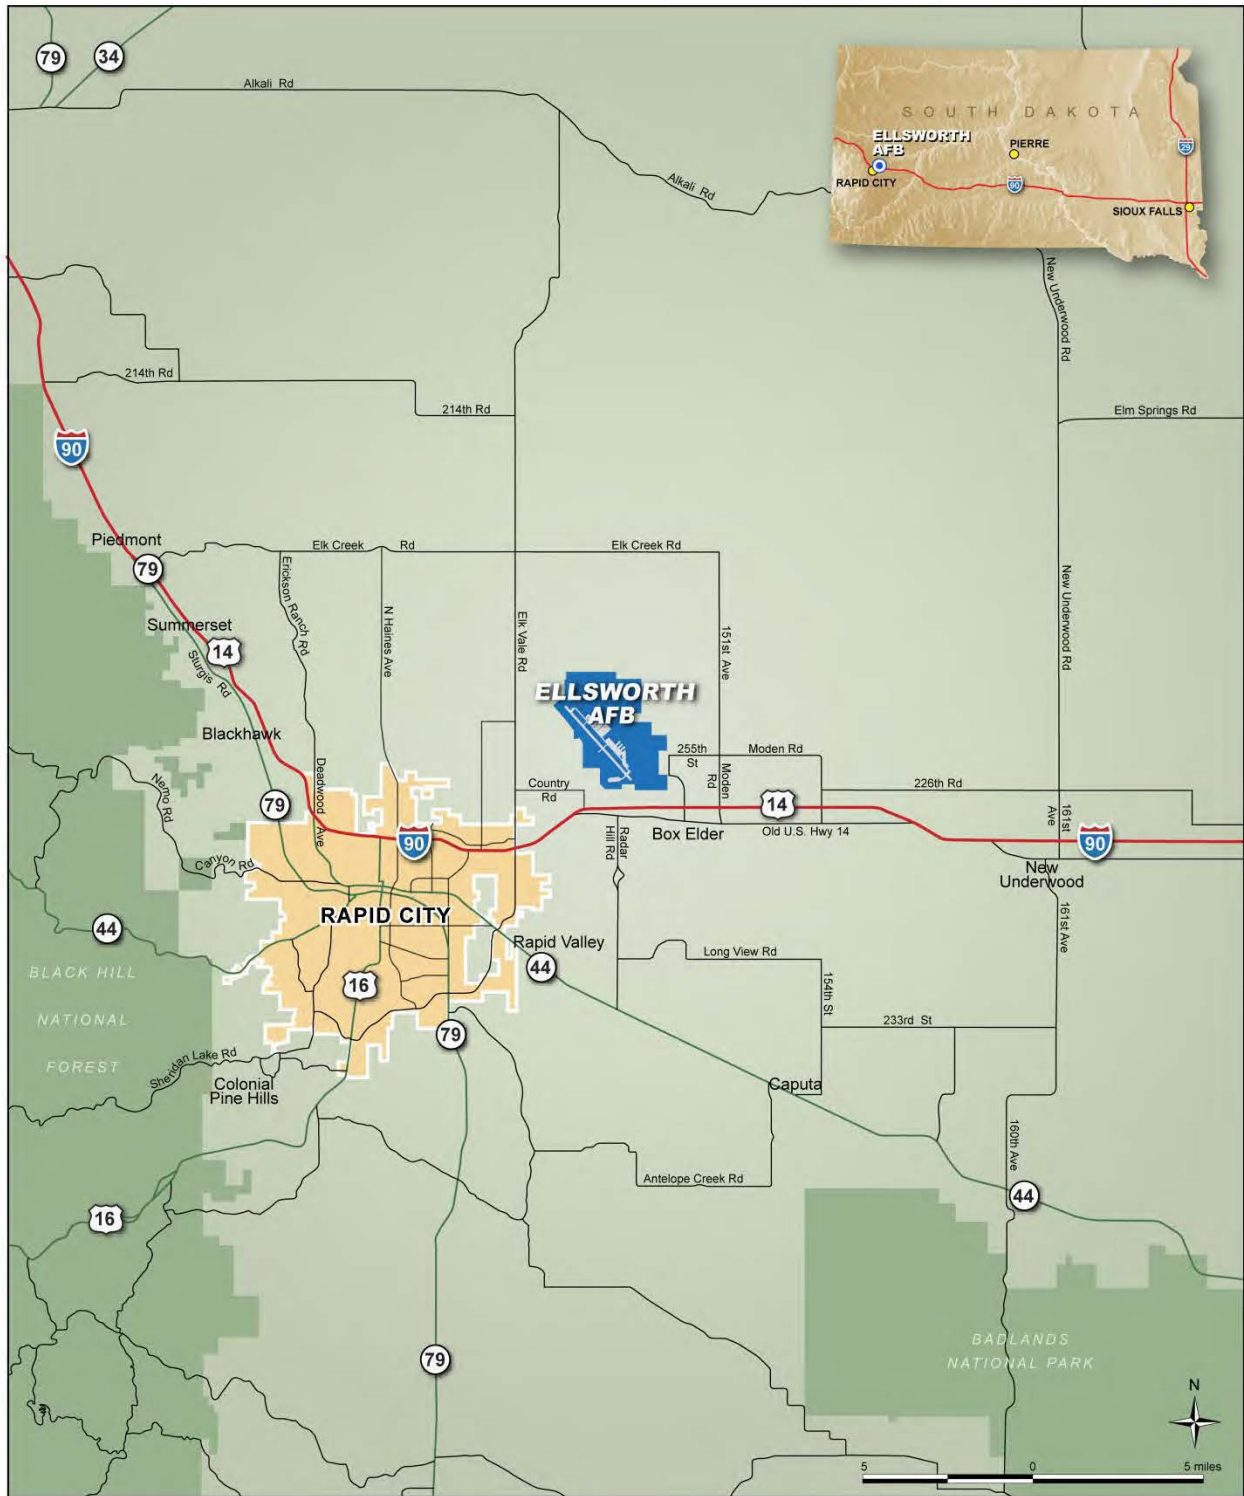 79
34
Alkali Rd
SOUTH DAKOTA
ELLSWORTH
AFB
PIERRE
29
RAPID CITY
90
SIOUX FALLS
Alkali Rd
New Underwood Rd
214th Rd
214th Rd
Elm Springs Rd
90
Piedmont
79
Elk Creek Rd
Elk Creek Rd
Erickson Ranch Rd
N Haines Ave
Elk Vale Rd
151st Ave
New Underwood Rd
Summerset
14
Sturgis Rd
ELLSWORTH
AFB
Blackhawk
255th
St
Moden Rd
Moden
Rd
Nemo Rd
79
Deadwood
Ave
Country
Rd
14
226th Rd
161st
Ave
Radar
Hill Rd
Box Elder
Old U.S. Hwy 14
90
90
Canyon Rd
New
Underwood
RAPID CITY
161st Ave
44
Rapid Valley
44
Long View Rd
154th St
BLACK HILL
NATIONAL
FOREST
16
79
233rd St
Sheridan Lake Rd
Colonial
Pine Hills
Caputa
160th Ave
Antelope Creek Rd
44
16
BADLANDS
NATIONAL PARK
79
N
5
0
5 miles